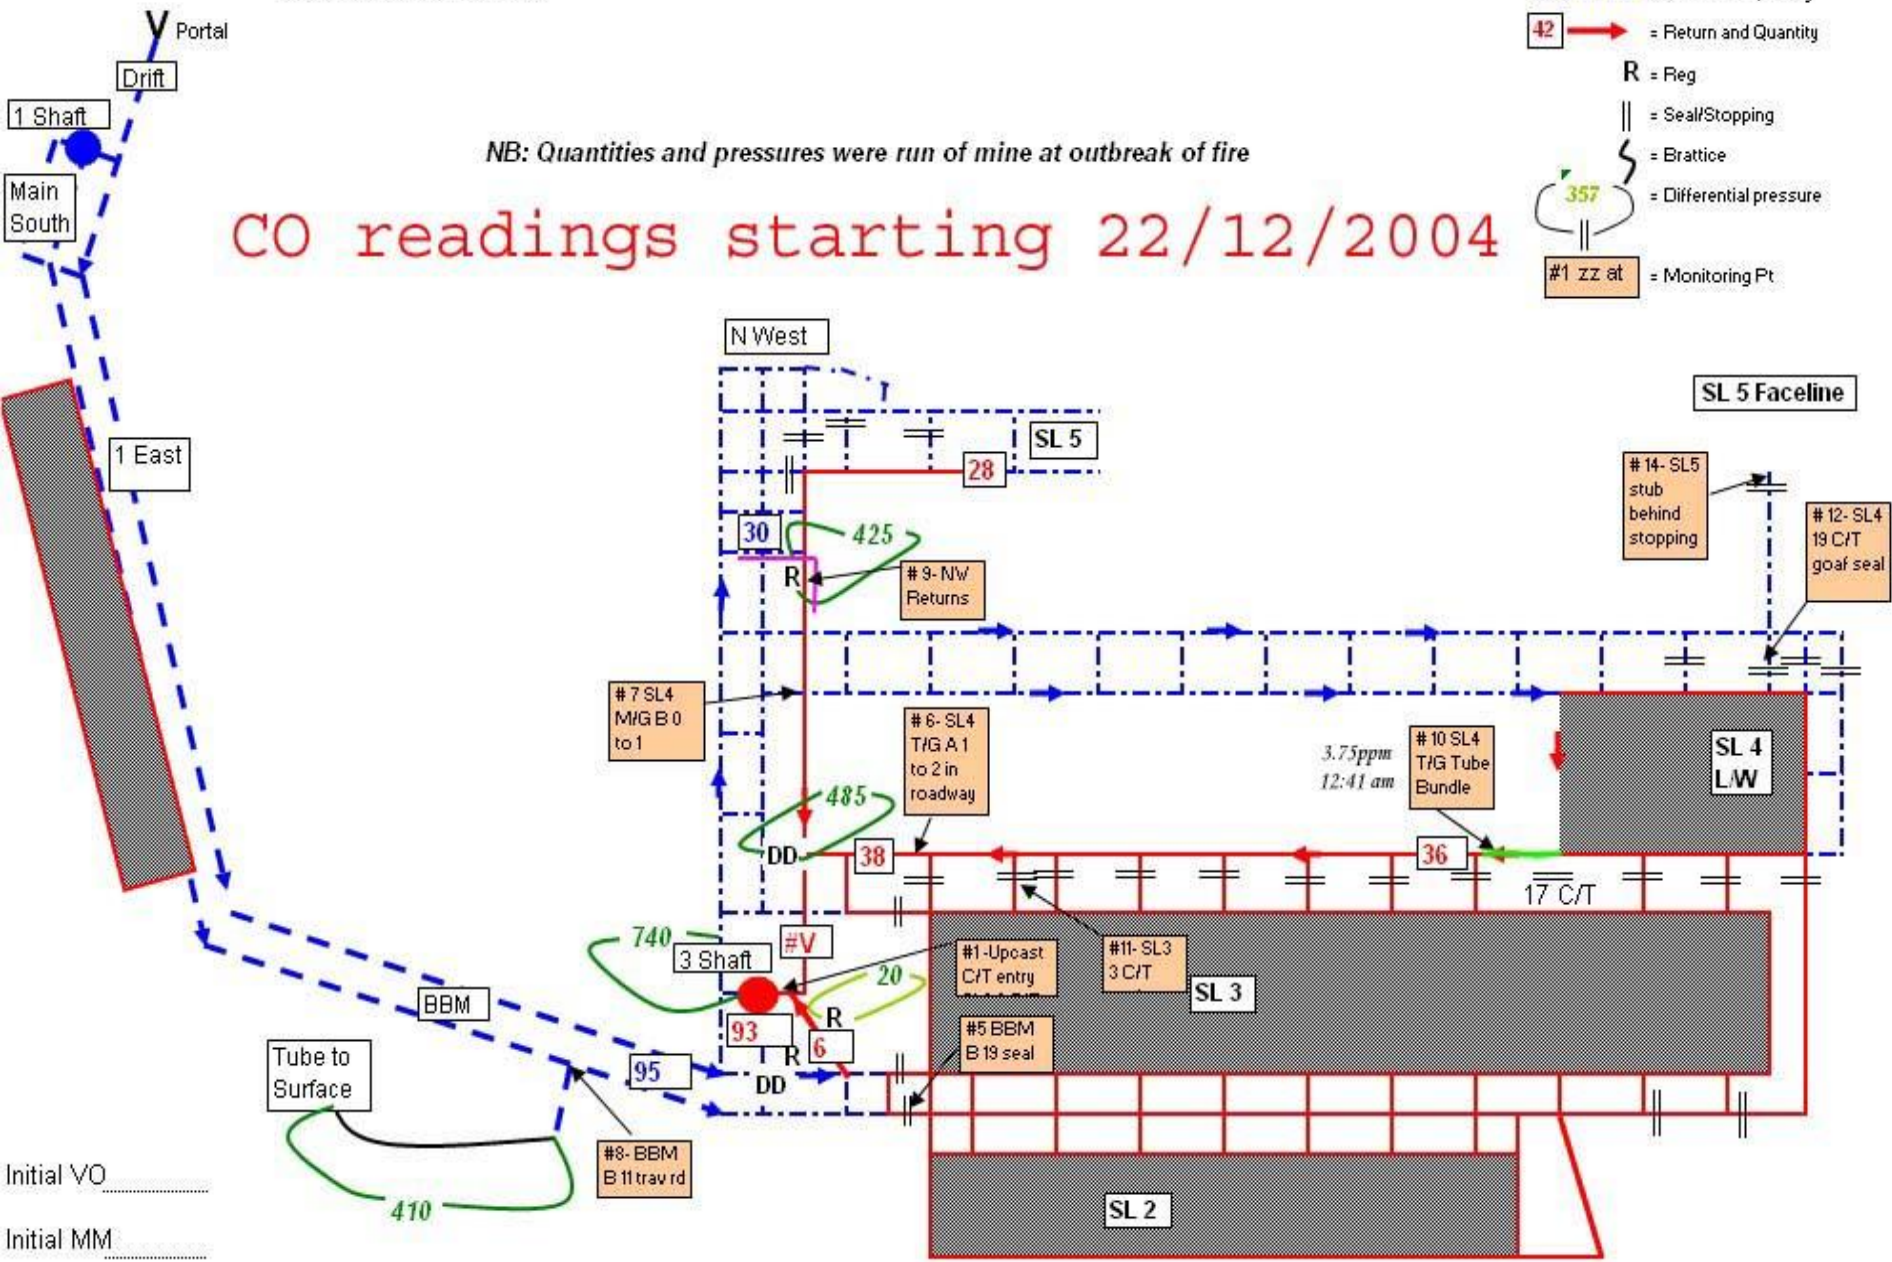 V Portal
Drift
1 Shaft
Main
South
1 East
42 = Return and Quantity
R = Reg
= Seal/Stopping
= Brattice
357 = Differential pressure
#1 zz at = Monitoring Pt
NB: Quantities and pressures were run of mine at outbreak of fire
CO readings starting 22/12/2004
N West
SL 5 Faceline
SL 5
28
30
425
R
# 9- NW
Returns
# 14- SL5
stub
behind
stopping
# 12- SL4
19 C/T
goaf seal
# 7 SL4
M/G B 0
to 1
# 6- SL4
T/G A 1
to 2 in
roadway
3.75ppm
12:41 am
# 10 SL4
T/G Tube
Bundle
SL 4
L/W
485
DD
38
36
17 C/T
740
3 Shaft
#V
#1-Upcast
C/T entry
#11- SL3
3 C/T
SL 3
20
R
93
R
6
#5 BBM
B 19 seal
BBM
95
DD
Tube to
Surface
#8- BBM
B 11 trav rd
410
SL 2
Initial VO
Initial MM